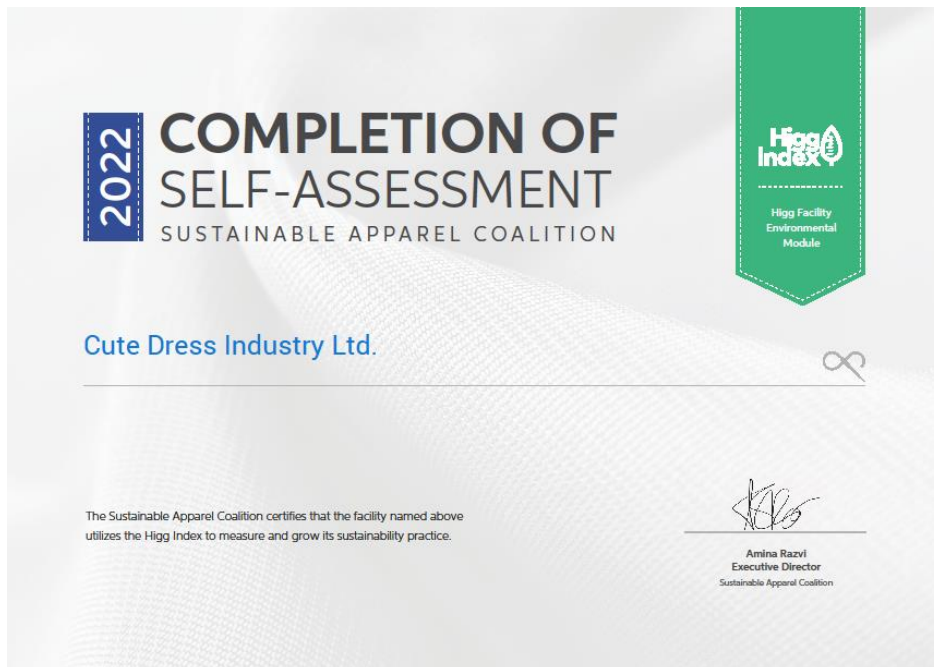 2022
COMPLETION OF
SELF-ASSESSMENT
SUSTAINABLE APPAREL COALITION
Higg
Index
Higg Facility
Environmental
Module
Cute Dress Industry Ltd.
The Sustainable Apparel Coalition certifies that the facility named above
utilizes the Higg Index to measure and grow its sustainability practice.
Amina Razvi
Executive Director
Sustainable Apparel Coalition